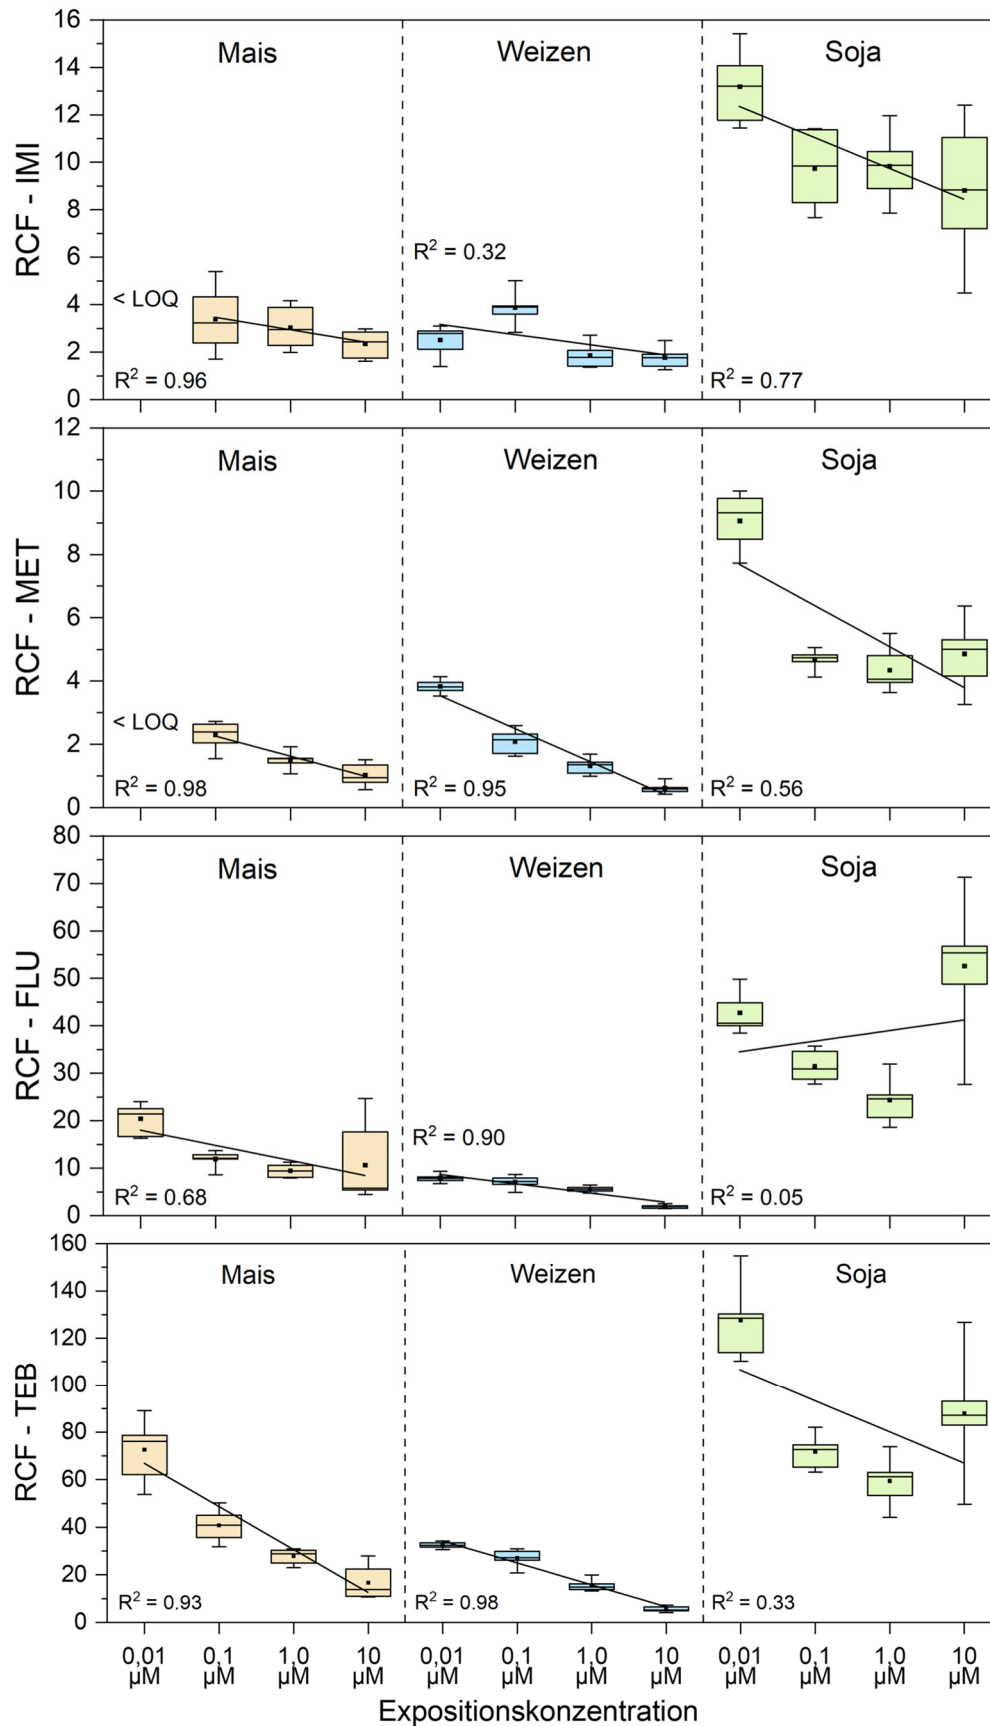 RCF - IMI
16
14
12
10
8
6
4
2
0
Mais
Weizen
Soja
< LOQ
R² = 0.96
R² = 0.32
R² = 0.77
RCF - MET
12
10
8
6
4
2
0
Mais
Weizen
Soja
< LOQ
R² = 0.98
R² = 0.95
R² = 0.56
RCF - FLU
80
70
60
50
40
30
20
10
0
Mais
Weizen
Soja
R² = 0.68
R² = 0.90
R² = 0.05
RCF - TEB
160
140
120
100
80
60
40
20
0
Mais
Weizen
Soja
R² = 0.93
R² = 0.98
R² = 0.33
0,01 0,1 1,0 10 0,01 0,1 1,0 10 0,01 0,1 1,0 10
µM µM µM µM µM µM µM µM µM µM µM µM
Expositionskonzentration